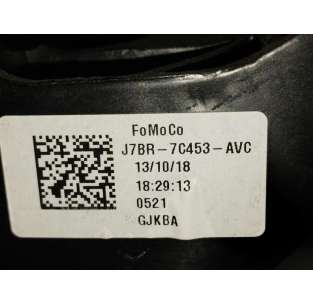 FoMoCo
J7BR-7C453-AVC
13/10/18
18:29:13
0521
GJKBA